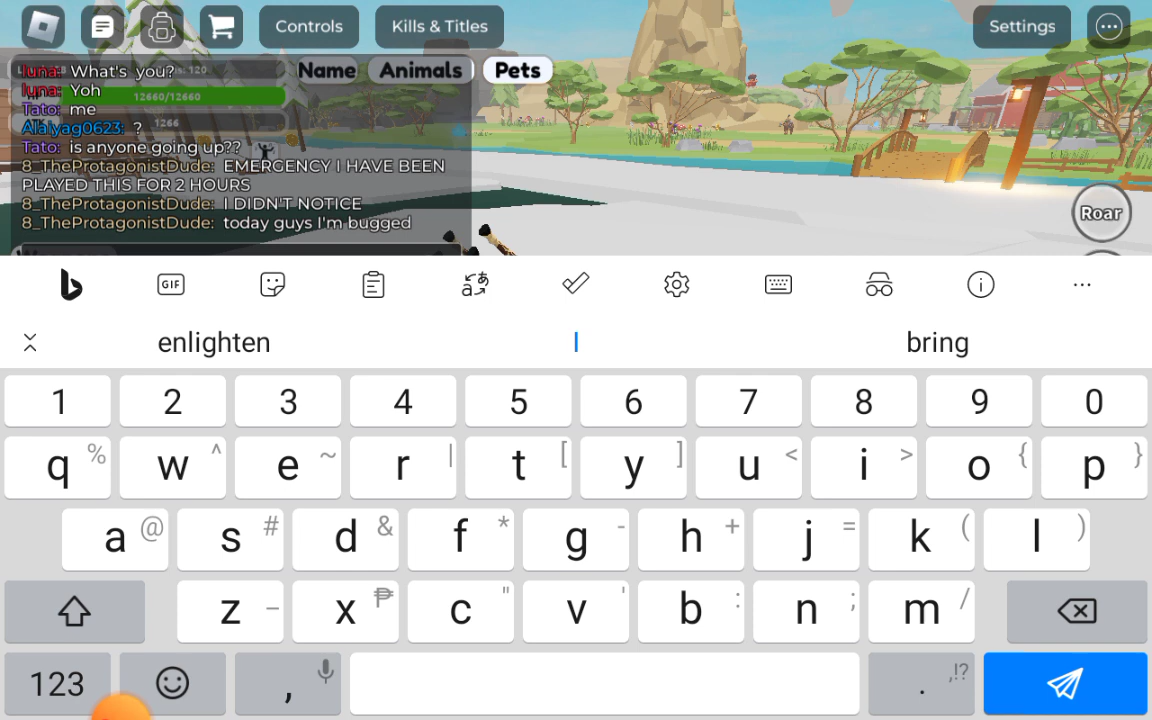 Controls
Kills & Titles
Settings
Name
Animals
Pets
luna: What's you?
12660/12660
luna: Yoh
Tato: me
1266
Alalyag0623: ?
Tato: is anyone going up??
8_TheProtagonistDude: EMERGENCY I HAVE BEEN
PLAYED THIS FOR 2 HOURS
8_TheProtagonistDude: I DIDN'T NOTICE
8_TheProtagonistDude: today guys I'm bugged
Roar
GIF
enlighten I bring
1 2 3 4 5 6 7 8 9 0
q % w ^ e ~ r | t [ y ] u < i > o { p }
a @ s # d & f * g - h + j = k ( l )
z _ x ₱ c " v ' b : n ; m /
123 , . ,!?